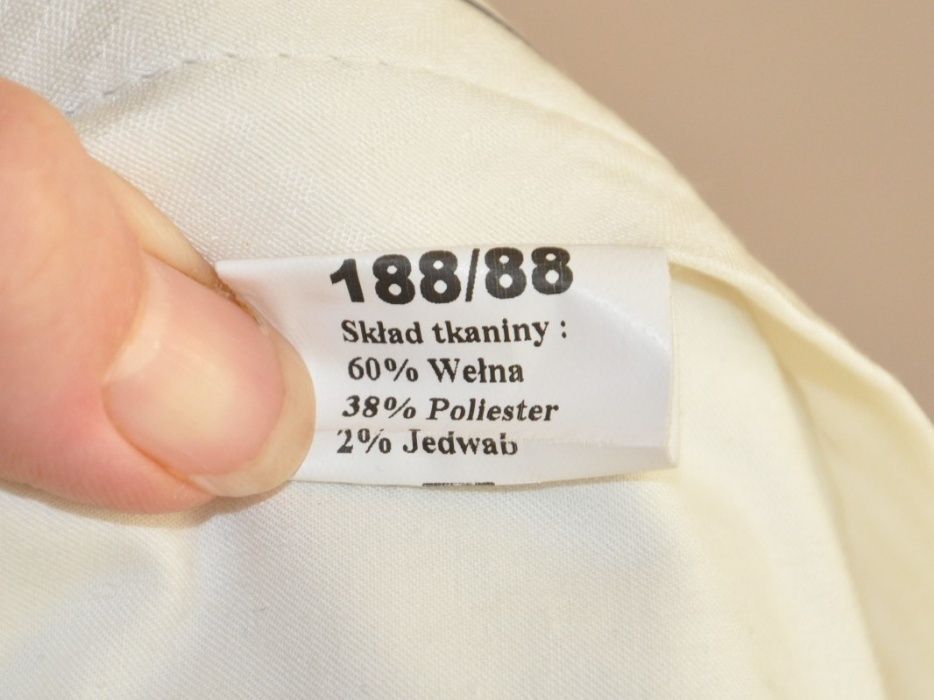 188/88
Skład tkaniny :
60% Wełna
38% Poliester
2% Jedwab